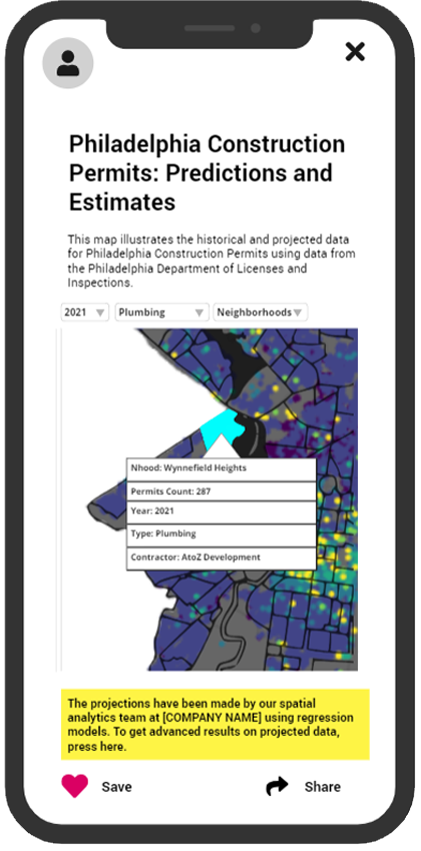 Philadelphia Construction
Permits: Predictions and
Estimates
This map illustrates the historical and projected data
for Philadelphia Construction Permits using data from
the Philadelphia Department of Licenses and
Inspections.
2021 Plumbing Neighborhoods
Nhood: Wynnefield Heights
Permits Count: 287
Year: 2021
Type: Plumbing
Contractor: AtoZ Development
The projections have been made by our spatial
analytics team at [COMPANY NAME] using regression
models. To get advanced results on projected data,
press here.
Save Share